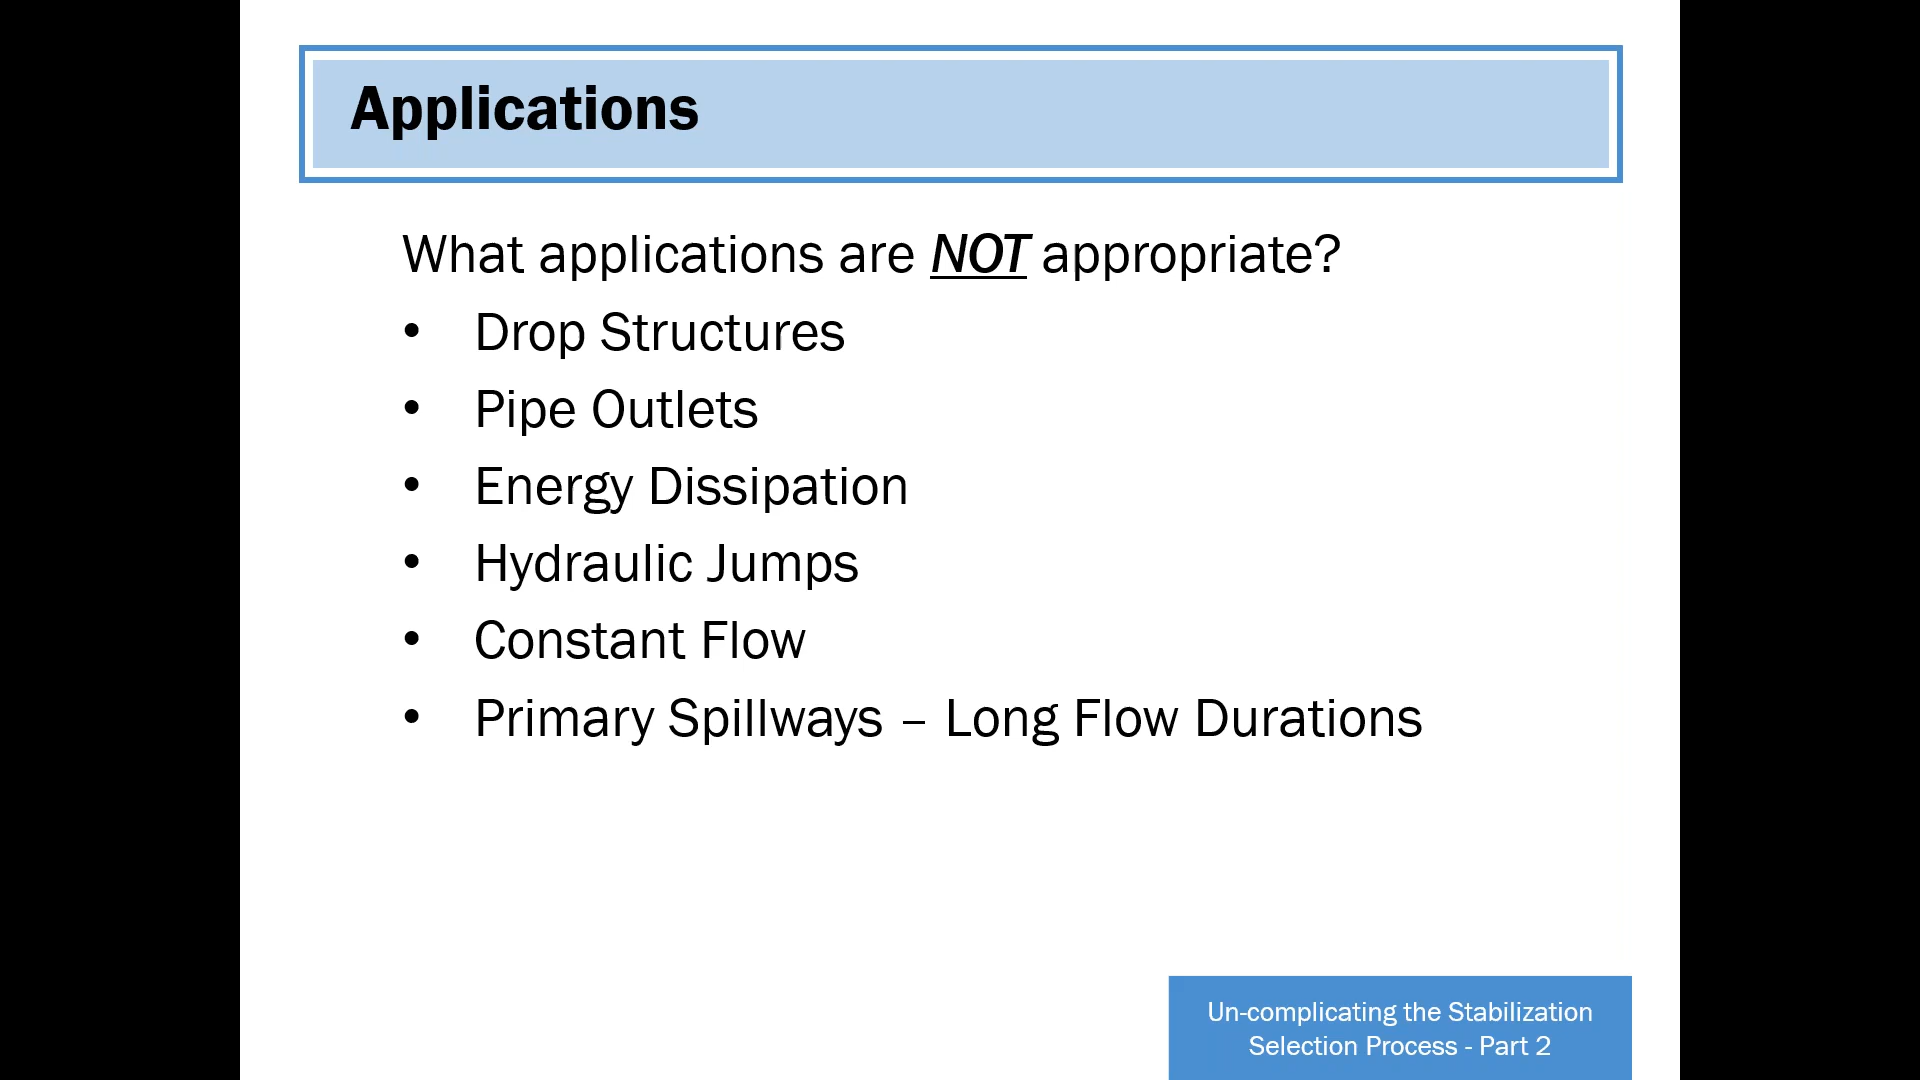 Applications
What applications are NOT appropriate?
• Drop Structures
• Pipe Outlets
• Energy Dissipation
• Hydraulic Jumps
• Constant Flow
• Primary Spillways – Long Flow Durations
Un-complicating the Stabilization
Selection Process - Part 2